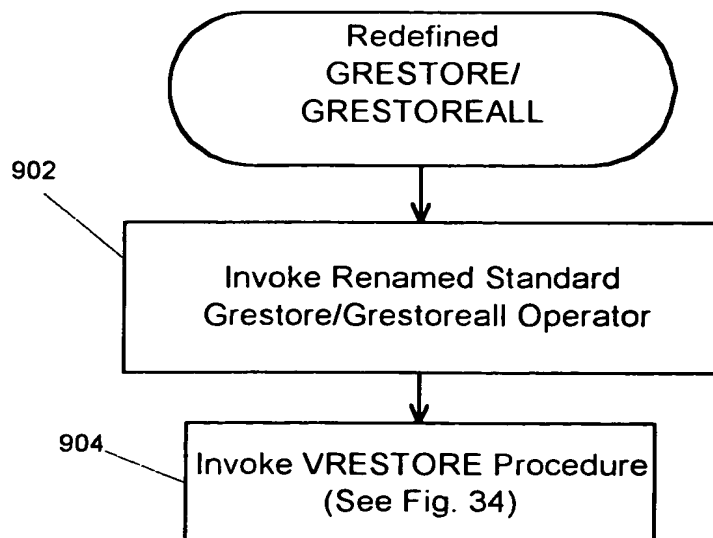 Redefined
GRESTORE/
GRESTOREALL
902
Invoke Renamed Standard
Grestore/Grestoreall Operator
904
Invoke VRESTORE Procedure
(See Fig. 34)